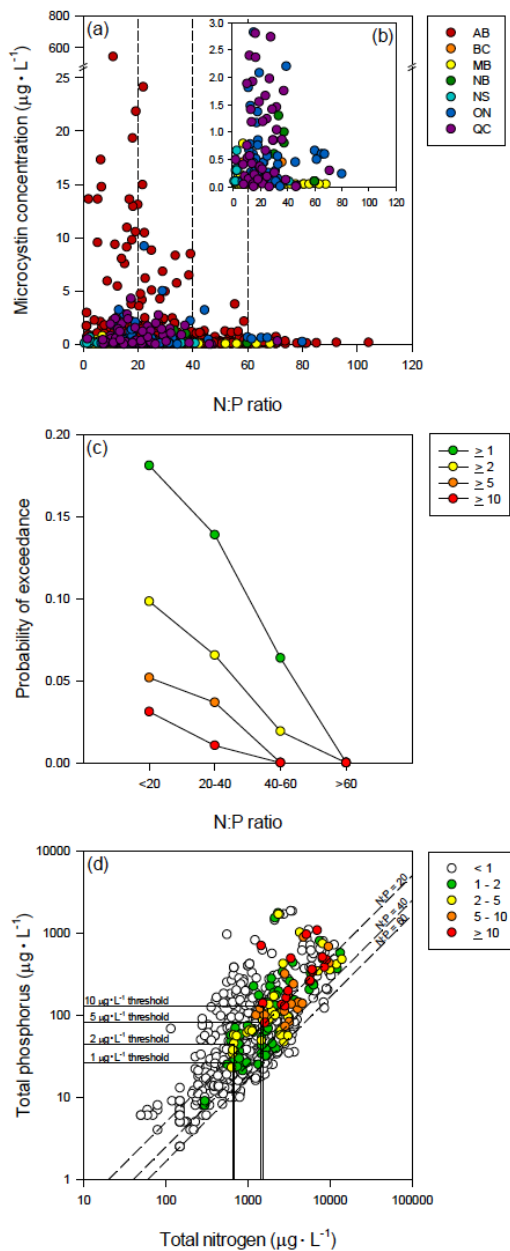 (a)
(b)
Microcystin concentration (µg · L⁻¹)
800
600
25
20
15
10
5
0
0 20 40 60 80 100 120
N:P ratio
3.0
2.5
2.0
1.5
1.0
0.5
0.0
0 20 40 60 80 100 120
AB
BC
MB
NB
NS
ON
QC
(c)
Probability of exceedance
0.20
0.15
0.10
0.05
0.00
<20 20-40 40-60 >60
N:P ratio
≥ 1
≥ 2
≥ 5
≥ 10
(d)
Total phosphorus (µg · L⁻¹)
10000
1000
100
10
1
10 100 1000 10000 100000
Total nitrogen (µg · L⁻¹)
N:P = 20
N:P = 40
N:P = 60
10 µg·L⁻¹ threshold
5 µg·L⁻¹ threshold
2 µg·L⁻¹ threshold
1 µg·L⁻¹ threshold
< 1
1 - 2
2 - 5
5 - 10
≥ 10